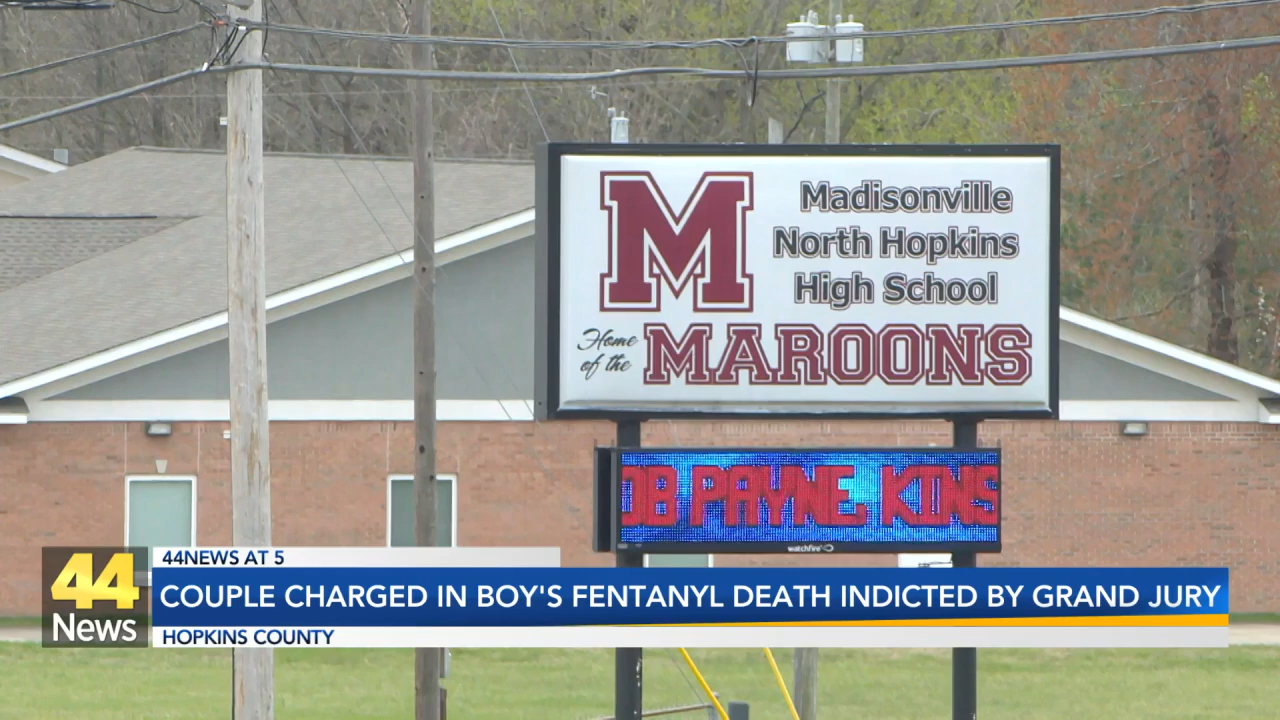 M
Madisonville
North Hopkins
High School
Home
of the
MAROONS
PAYNE, KINS
watchfire
44NEWS AT 5
44
News
COUPLE CHARGED IN BOY'S FENTANYL DEATH INDICTED BY GRAND JURY
HOPKINS COUNTY